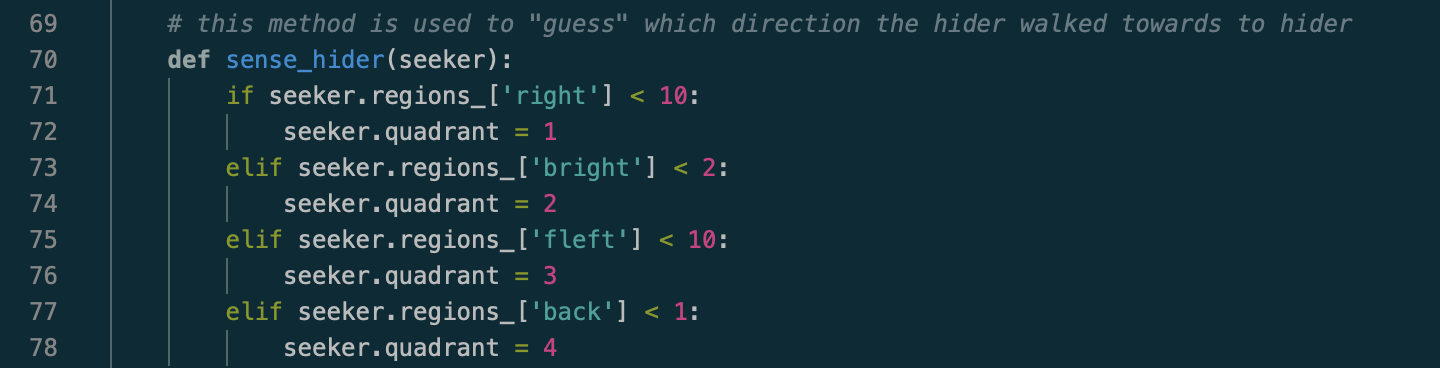 69 # this method is used to "guess" which direction the hider walked towards to hider
70 def sense_hider(seeker):
71 if seeker.regions_['right'] < 10:
72 seeker.quadrant = 1
73 elif seeker.regions_['bright'] < 2:
74 seeker.quadrant = 2
75 elif seeker.regions_['fleft'] < 10:
76 seeker.quadrant = 3
77 elif seeker.regions_['back'] < 1:
78 seeker.quadrant = 4